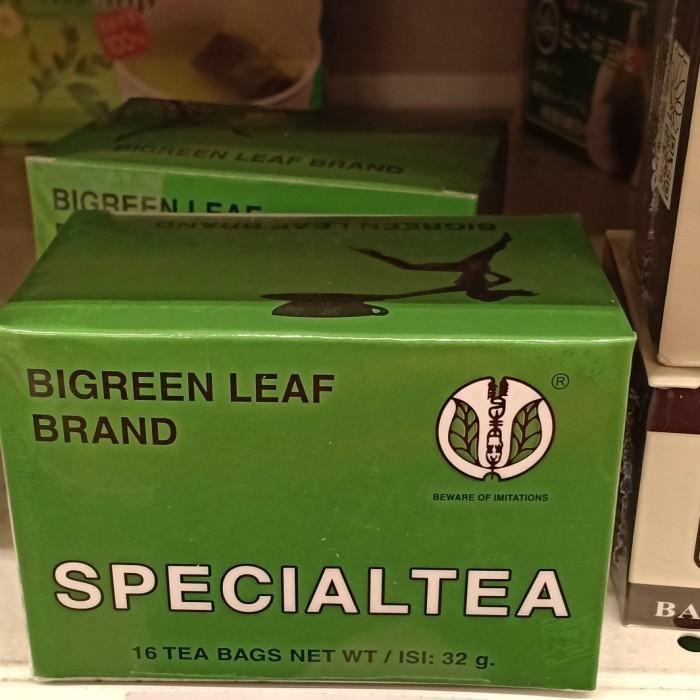 BIGREEN LEAF BRAND
BIGREEN LEAF
BIGREEN LEAF BRAND
BIGREEN LEAF
BRAND
®
BEWARE OF IMITATIONS
SPECIALTEA
16 TEA BAGS NET WT / ISI: 32 g.
BA